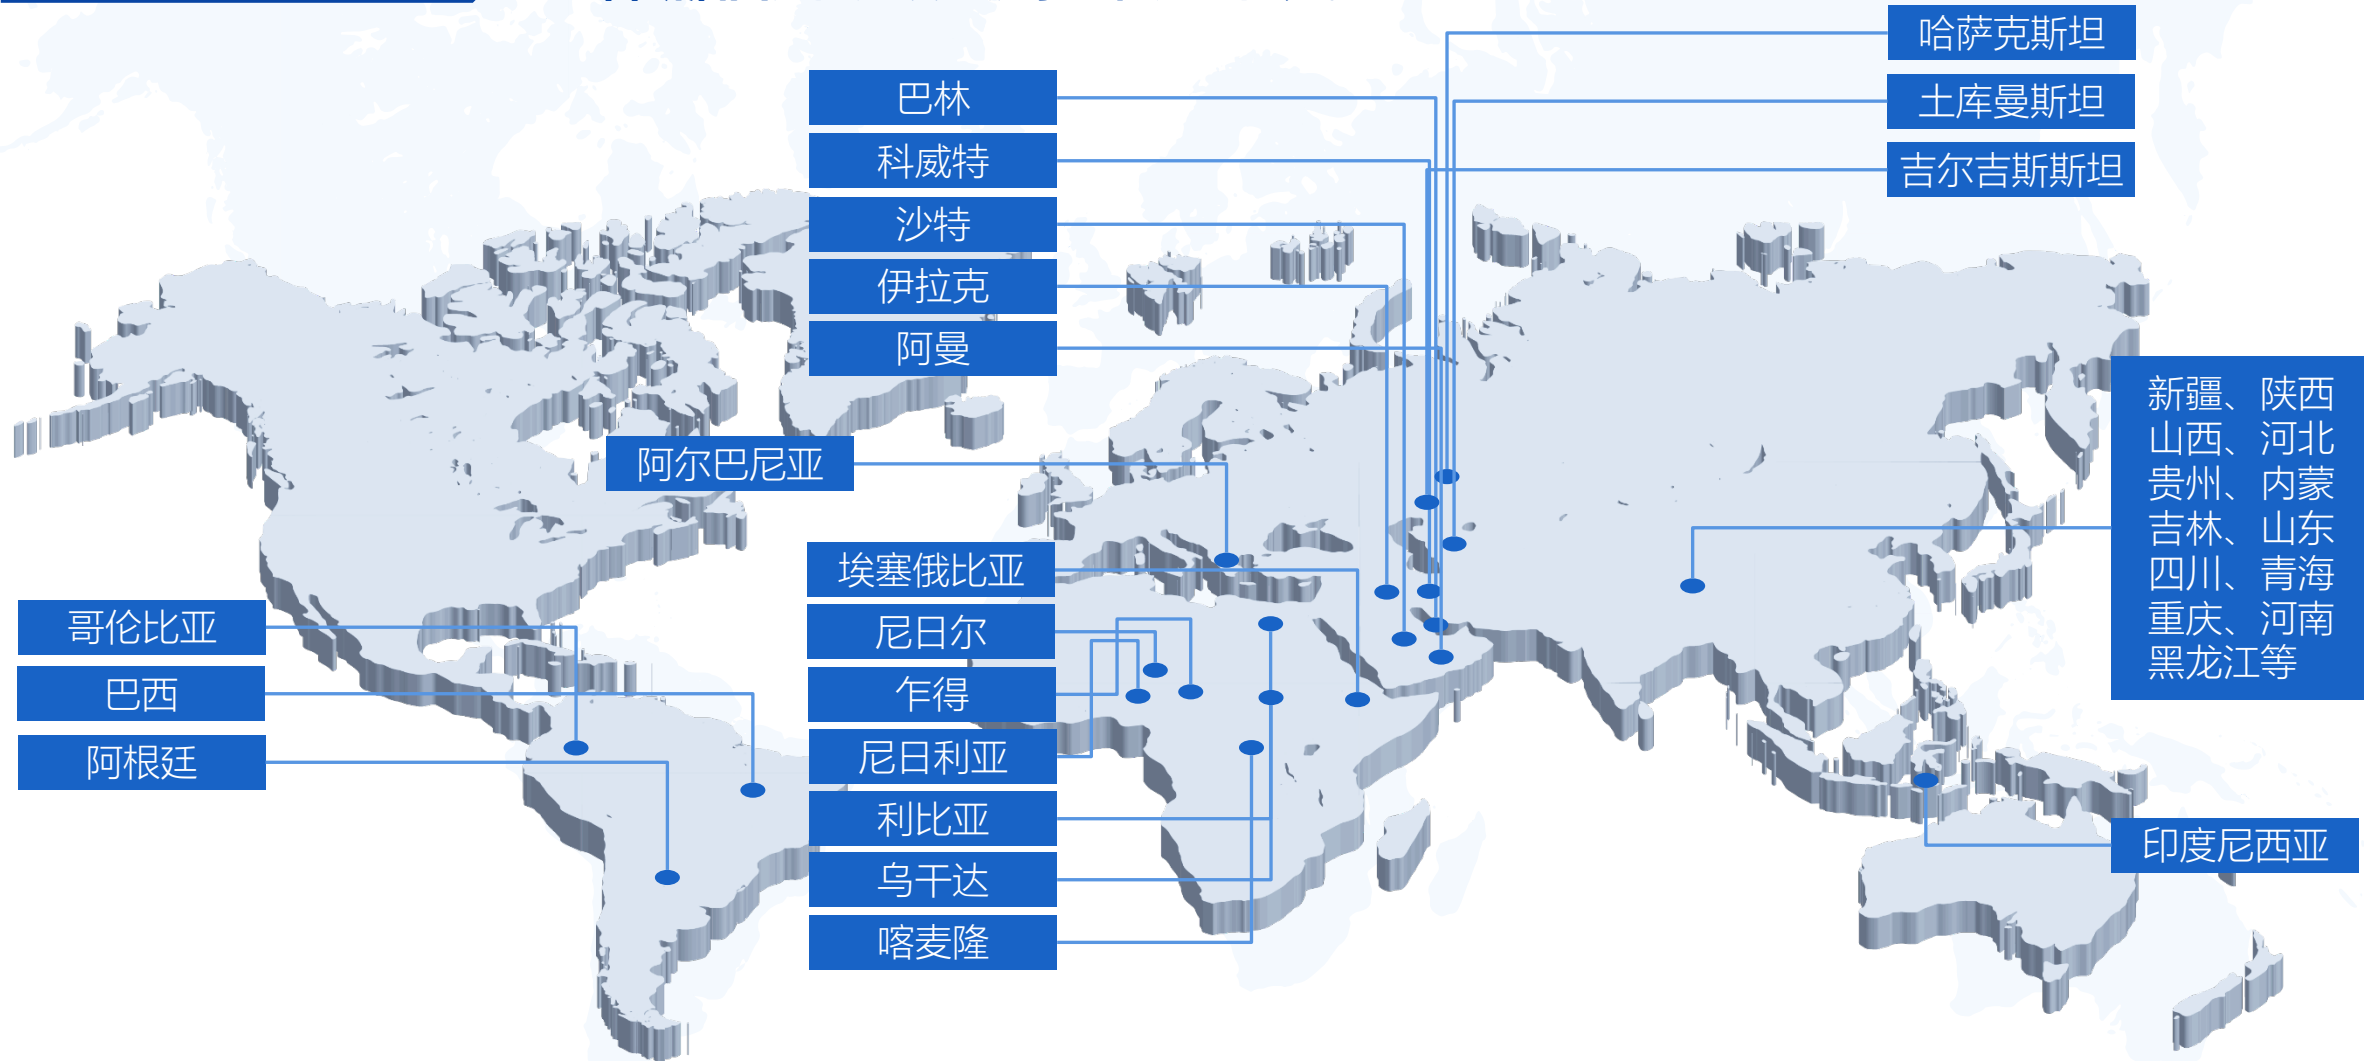 哈萨克斯坦
土库曼斯坦
吉尔吉斯斯坦
巴林
科威特
沙特
伊拉克
阿曼
阿尔巴尼亚
埃塞俄比亚
尼日尔
乍得
尼日利亚
利比亚
乌干达
喀麦隆
哥伦比亚
巴西
阿根廷
新疆、陕西
山西、河北
贵州、内蒙
吉林、山东
四川、青海
重庆、河南
黑龙江等
印度尼西亚